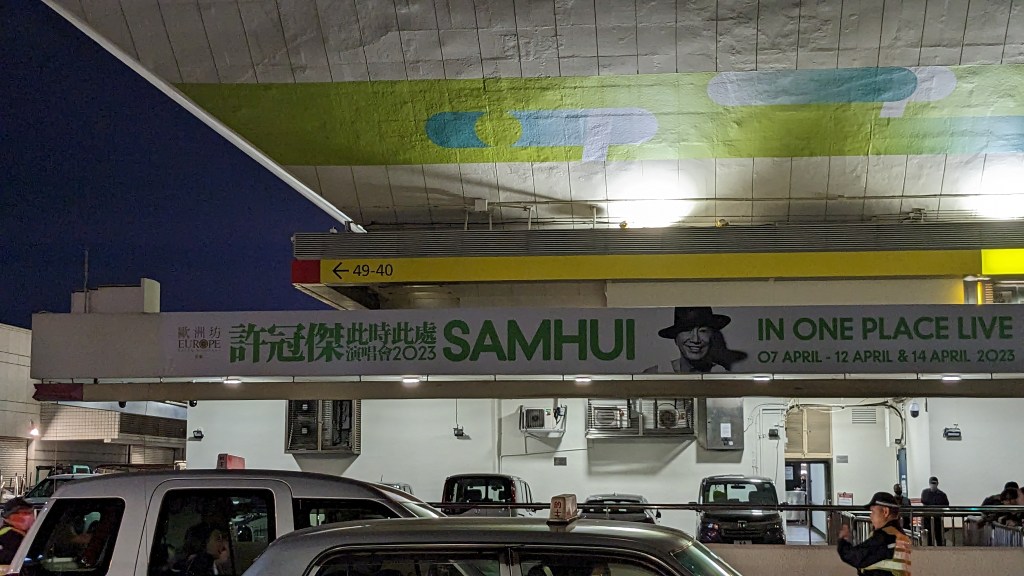 ← 49-40
歐洲坊
EUROPE
許冠傑
此時此處
演唱會2023
SAMHUI
IN ONE PLACE LIVE
07 APRIL - 12 APRIL & 14 APRIL 2023